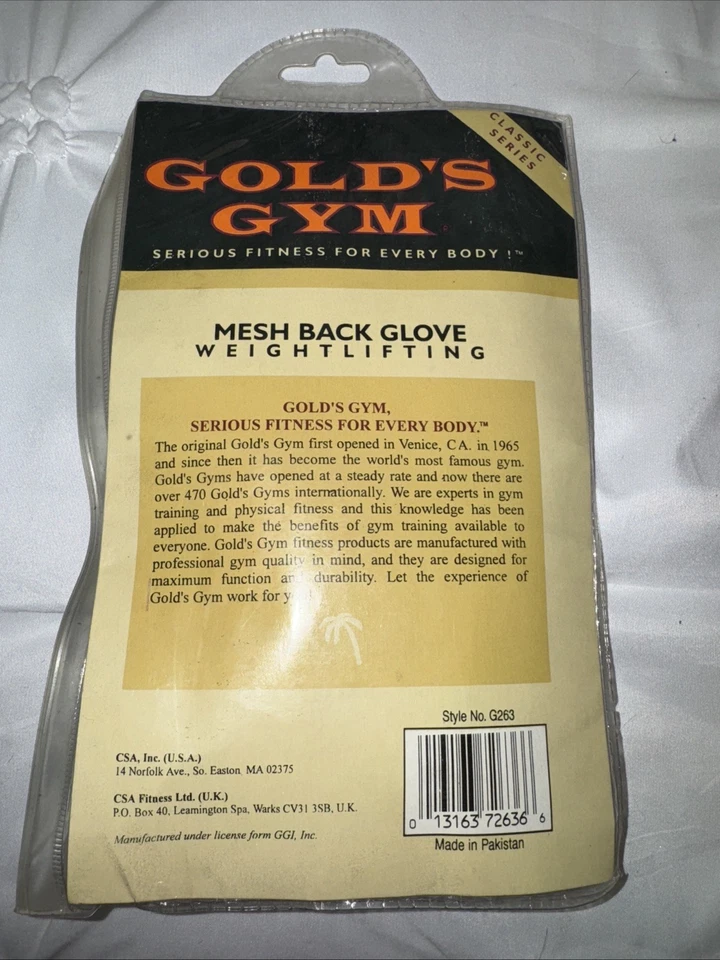 CLASSIC
SERIES
GOLD'S
GYM
SERIOUS FITNESS FOR EVERY BODY !™
MESH BACK GLOVE
WEIGHTLIFTING
GOLD'S GYM,
SERIOUS FITNESS FOR EVERY BODY.™
The original Gold's Gym first opened in Venice, CA. in 1965
and since then it has become the world's most famous gym.
Gold's Gyms have opened at a steady rate and now there are
over 470 Gold's Gyms internationally. We are experts in gym
training and physical fitness and this knowledge has been
applied to make the benefits of gym training available to
everyone. Gold's Gym fitness products are manufactured with
professional gym quality in mind, and they are designed for
maximum function durability. Let the experience of
Gold's Gym work for
Style No. G263
CSA, Inc. (U.S.A.)
14 Norfolk Ave., So. Easton MA 02375
CSA Fitness Ltd. (U.K.)
P.O. Box 40, Leamington Spa, Warks CV31 3SB, U.K.
Manufactured under license form GGI, Inc.
0 13163 72636 6
Made in Pakistan